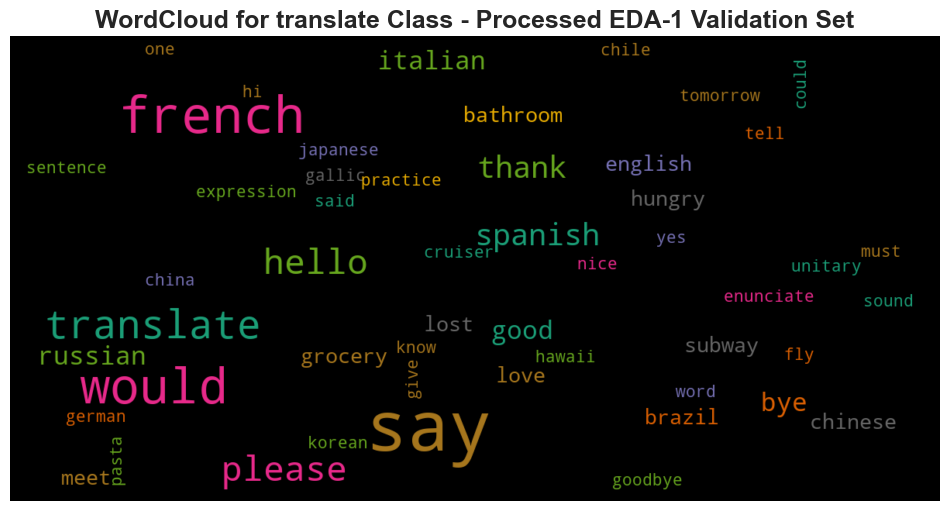 WordCloud for translate Class - Processed EDA-1 Validation Set
one
italian
chile
could
hi
french
bathroom
tomorrow
tell
japanese
sentence
gallic
practice
thank
english
expression
said
hungry
spanish
yes
hello
cruiser
nice
must
unitary
china
enunciate
sound
translate
lost
good
subway
russian
grocery
know
hawaii
fly
give
love
would
word
bye
german
say
brazil
chinese
korean
pasta
please
meet
goodbye